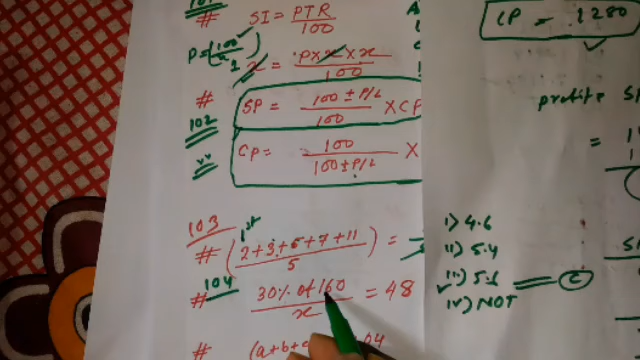 # SI = PTR/100
P = (100/x)
x = P×x×x/100
#
102
SP = 100 ± P/L / 100 × CP
CP = 100 / 100 ± P/L ×
103
1st
# (2+3+5+7+11 / 5) =
104
# 30% of 160 / x = 48
# (a+b+
CP = 1280
profit% SP
=
i) 4.6
ii) 5.4
iii) 5.6 c
iv) NOT